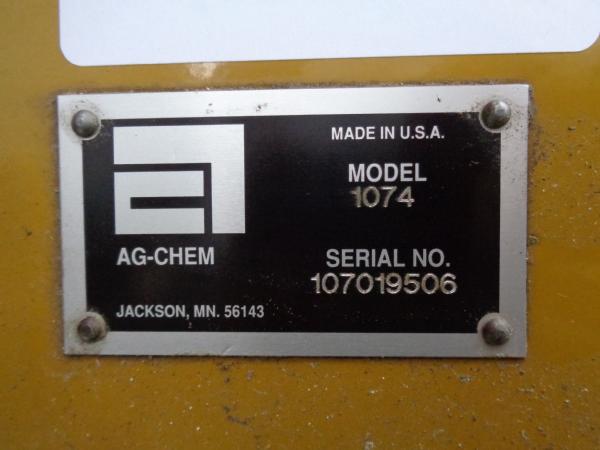 MADE IN U.S.A.
MODEL
1074
AG-CHEM
SERIAL NO.
107019506
JACKSON, MN. 56143